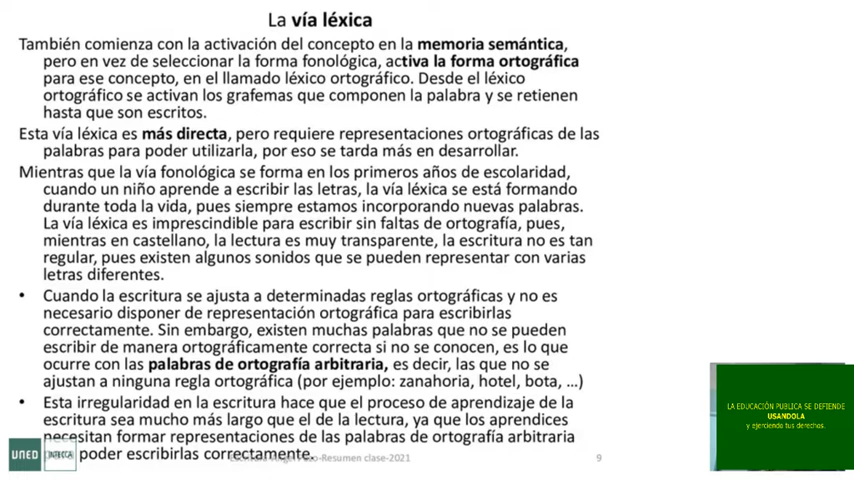 La vía léxica
También comienza con la activación del concepto en la memoria semántica,
pero en vez de seleccionar la forma fonológica, activa la forma ortográfica
para ese concepto, en el llamado léxico ortográfico. Desde el léxico
ortográfico se activan los grafemas que componen la palabra y se retienen
hasta que son escritos.
Esta vía léxica es más directa, pero requiere representaciones ortográficas de las
palabras para poder utilizarla, por eso se tarda más en desarrollar.
Mientras que la vía fonológica se forma en los primeros años de escolaridad,
cuando un niño aprende a escribir las letras, la vía léxica se está formando
durante toda la vida, pues siempre estamos incorporando nuevas palabras.
La vía léxica es imprescindible para escribir sin faltas de ortografía, pues,
mientras en castellano, la lectura es muy transparente, la escritura no es tan
regular, pues existen algunos sonidos que se pueden representar con varias
letras diferentes.
• Cuando la escritura se ajusta a determinadas reglas ortográficas y no es
necesario disponer de representación ortográfica para escribirlas
correctamente. Sin embargo, existen muchas palabras que no se pueden
escribir de manera ortográficamente correcta si no se conocen, es lo que
ocurre con las palabras de ortografía arbitraria, es decir, las que no se
ajustan a ninguna regla ortográfica (por ejemplo: zanahoria, hotel, bota, ...)
• Esta irregularidad en la escritura hace que el proceso de aprendizaje de la
escritura sea mucho más largo que el de la lectura, ya que los aprendices
necesitan formar representaciones de las palabras de ortografía arbitraria
para poder escribirlas correctamente.
-Resumen clase-2021
9
UNED
INTECCA
LA EDUCACIÓN PUBLICA SE DEFIENDE
USANDOLA
y ejerciendo tus derechos.